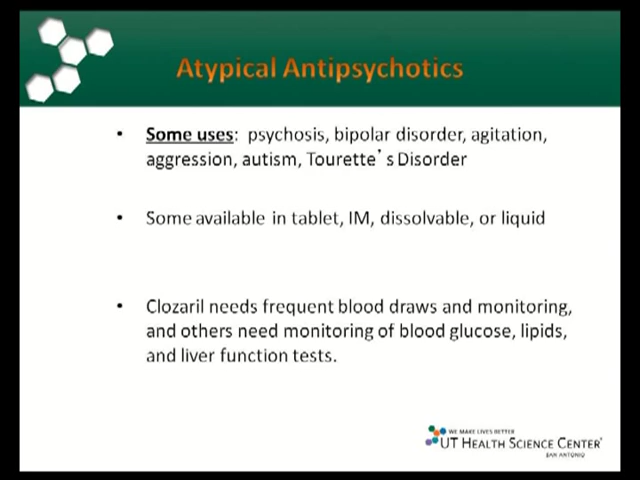 Atypical Antipsychotics
• Some uses: psychosis, bipolar disorder, agitation,
aggression, autism, Tourette's Disorder
• Some available in tablet, IM, dissolvable, or liquid
• Clozaril needs frequent blood draws and monitoring,
and others need monitoring of blood glucose, lipids,
and liver function tests.
WE MAKE LIVES BETTER
UT HEALTH SCIENCE CENTER®
SAN ANTONIO